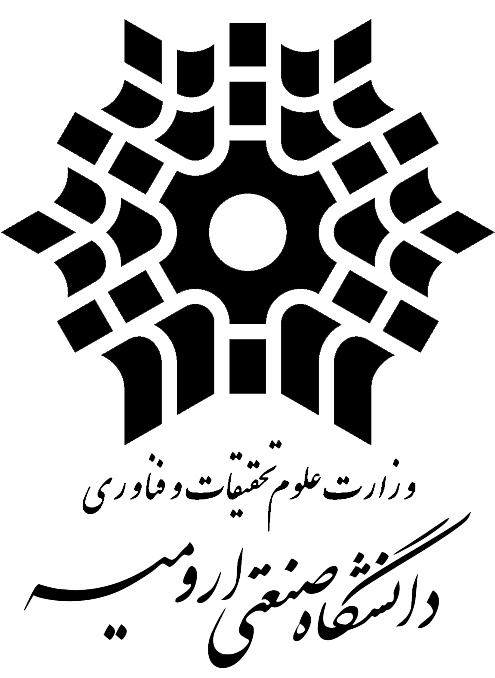 وزارت علوم تحقیقات و فناوری
دانشگاه صنعتی ارومیه